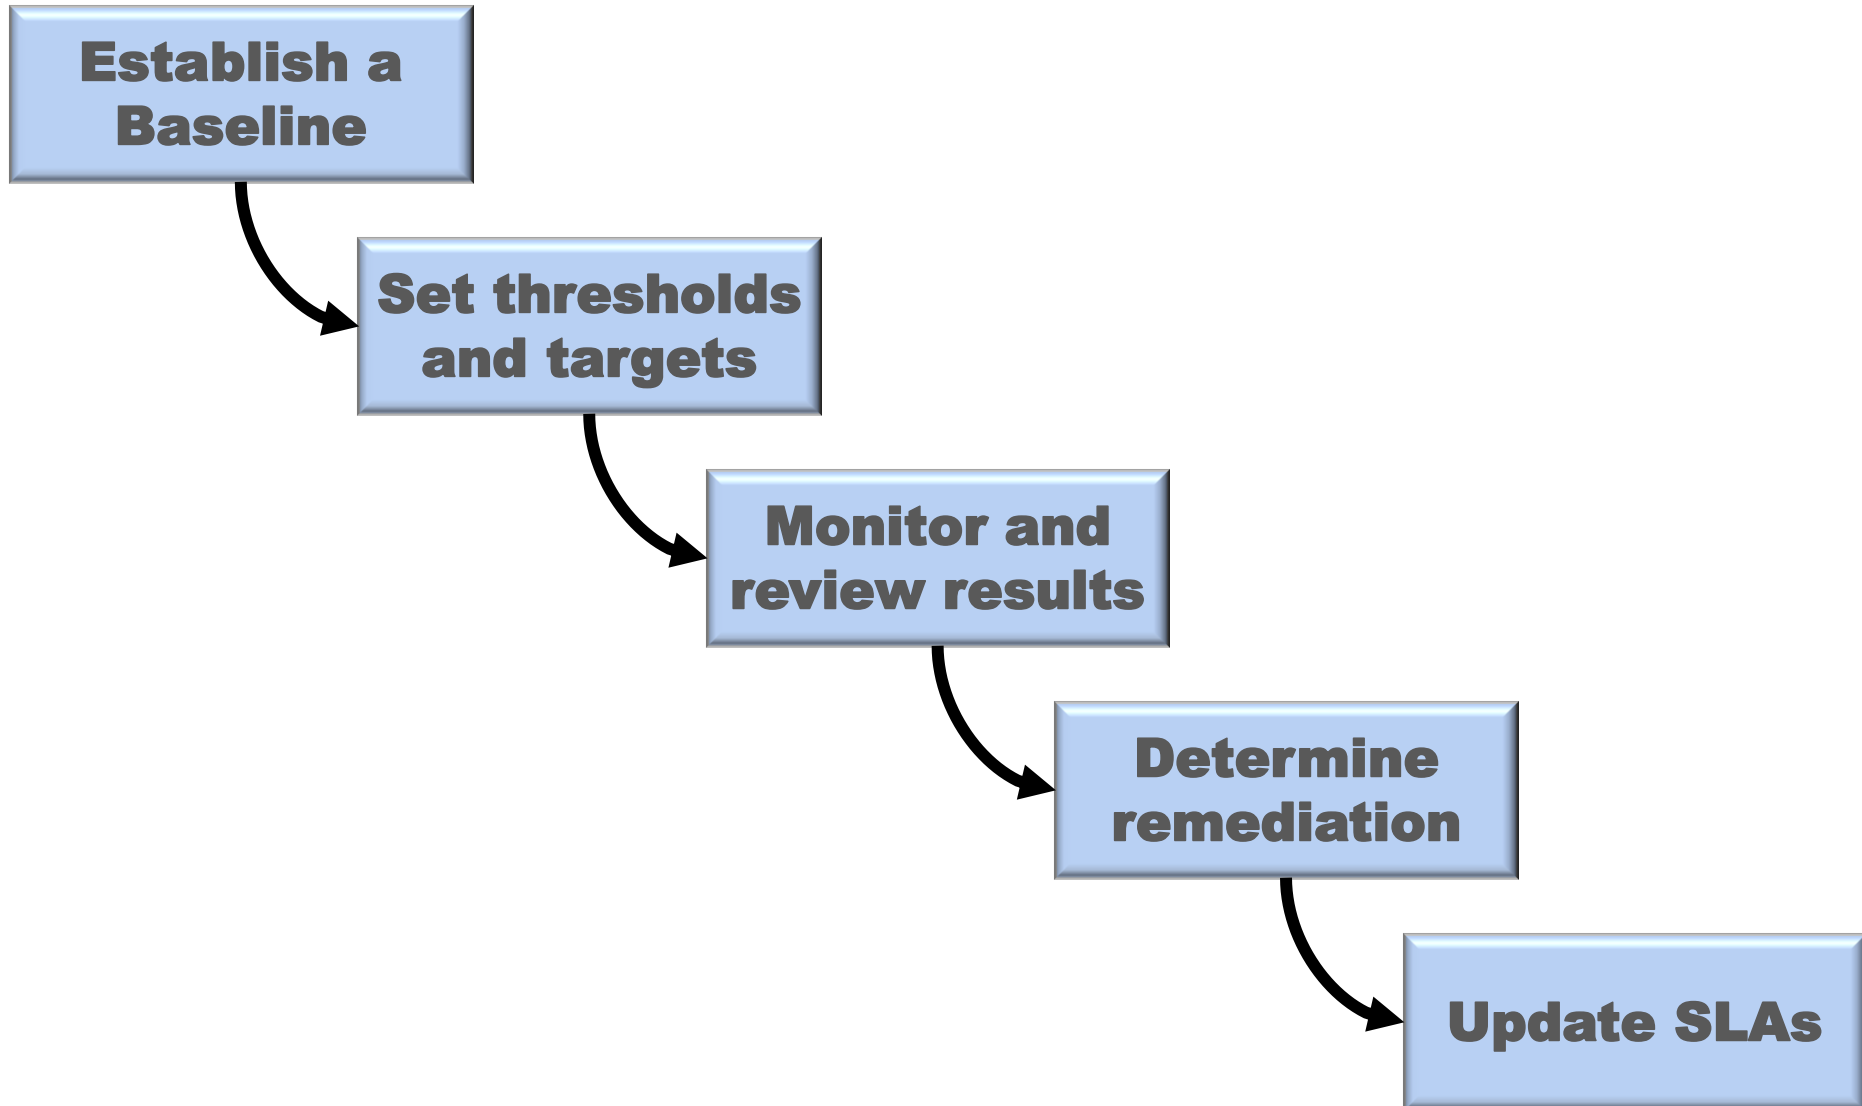 Establish a
Baseline
Set thresholds
and targets
Monitor and
review results
Determine
remediation
Update SLAs